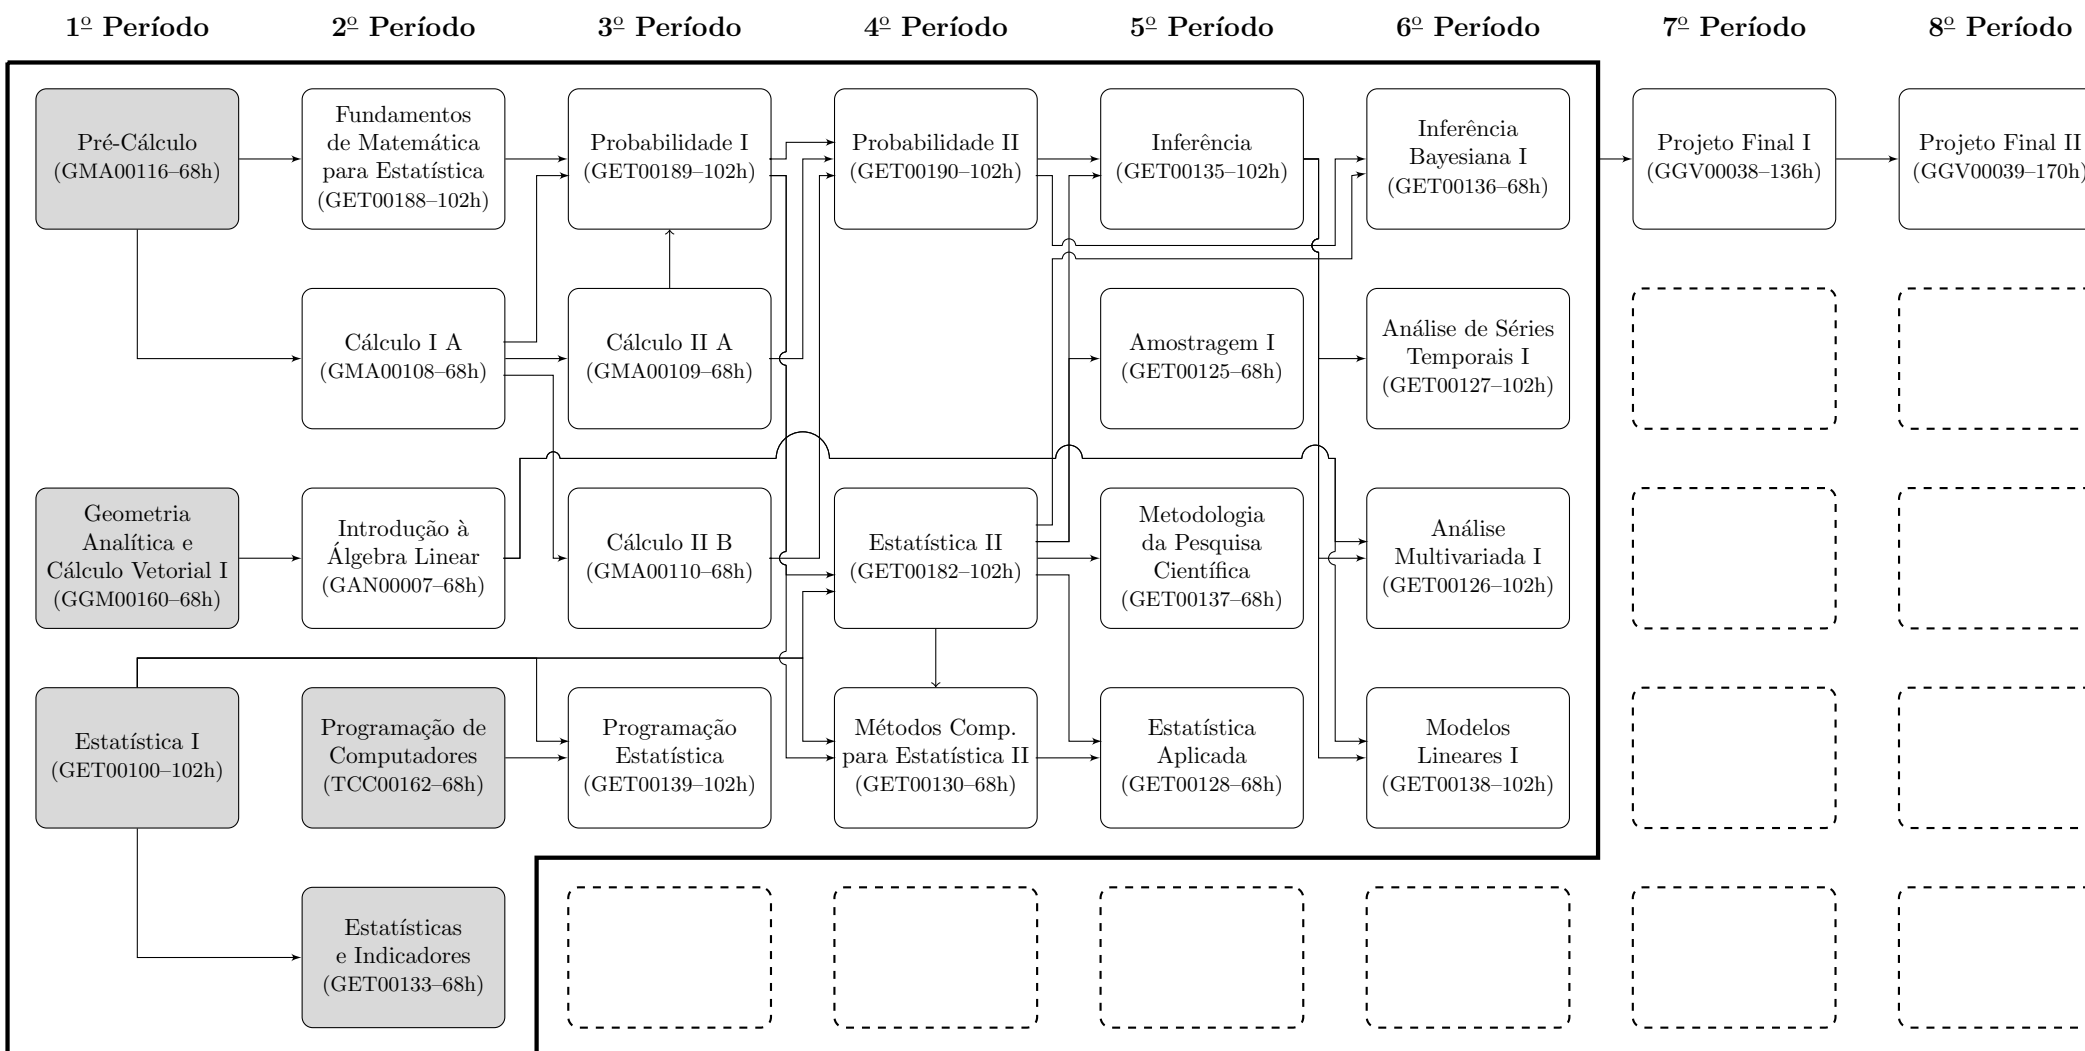 1º Período
2º Período
3º Período
4º Período
5º Período
6º Período
7º Período
8º Período
Pré-Cálculo
(GMA00116–68h)
Fundamentos
de Matemática
para Estatística
(GET00188–102h)
Probabilidade I
(GET00189–102h)
Probabilidade II
(GET00190–102h)
Inferência
(GET00135–102h)
Inferência
Bayesiana I
(GET00136–68h)
Projeto Final I
(GGV00038–136h)
Projeto Final II
(GGV00039–170h)
Cálculo I A
(GMA00108–68h)
Cálculo II A
(GMA00109–68h)
Amostragem I
(GET00125–68h)
Análise de Séries
Temporais I
(GET00127–102h)
Geometria
Analítica e
Cálculo Vetorial I
(GGM00160–68h)
Introdução à
Álgebra Linear
(GAN00007–68h)
Cálculo II B
(GMA00110–68h)
Estatística II
(GET00182–102h)
Metodologia
da Pesquisa
Científica
(GET00137–68h)
Análise
Multivariada I
(GET00126–102h)
Estatística I
(GET00100–102h)
Programação de
Computadores
(TCC00162–68h)
Programação
Estatística
(GET00139–102h)
Métodos Comp.
para Estatística II
(GET00130–68h)
Estatística
Aplicada
(GET00128–68h)
Modelos
Lineares I
(GET00138–102h)
Estatísticas
e Indicadores
(GET00133–68h)